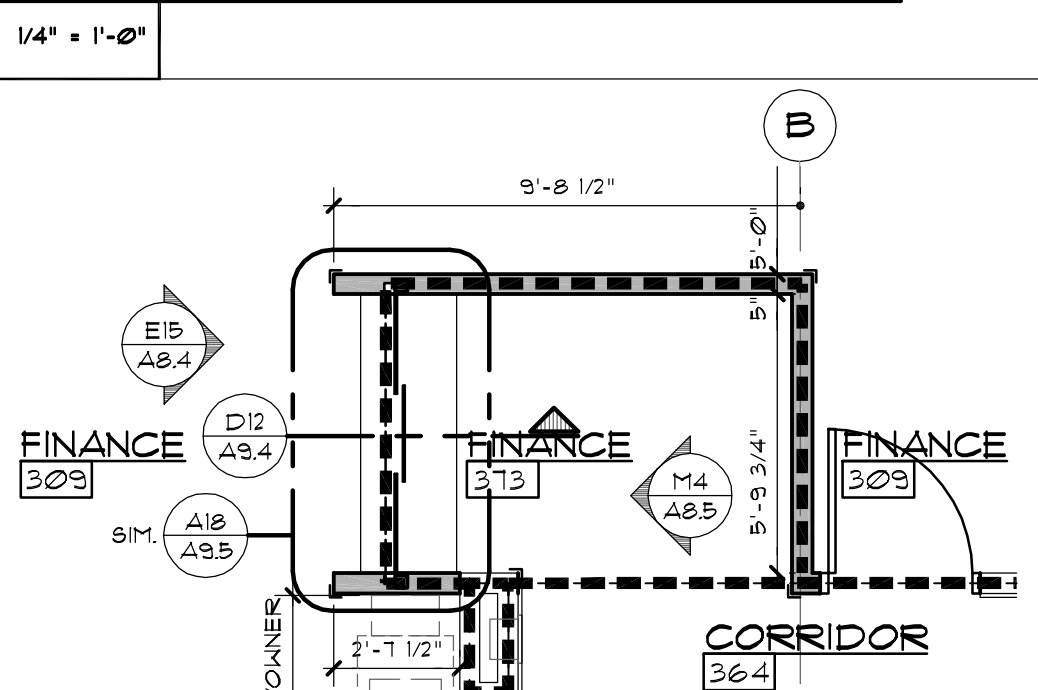 1/4" = 1'-0"
B
9'-8 1/2"
5'-0"
5"
E15
A8.4
D12
A9.4
FINANCE
309
FINANCE
373
FINANCE
309
M4
A8.5
5'-9 3/4"
SIM.
A18
A9.5
OWNER
2'-7 1/2"
CORRIDOR
364